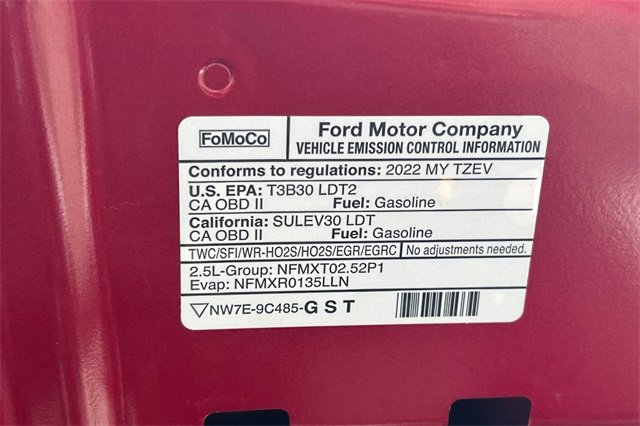 FoMoCo
Ford Motor Company
VEHICLE EMISSION CONTROL INFORMATION
Conforms to regulations: 2022 MY TZEV
U.S. EPA: T3B30 LDT2
CA OBD II Fuel: Gasoline
California: SULEV30 LDT
CA OBD II Fuel: Gasoline
TWC/SFI/WR-HO2S/HO2S/EGR/EGRC No adjustments needed.
2.5L-Group: NFMXT02.52P1
Evap: NFMXR0135LLN
NW7E-9C485-G S T